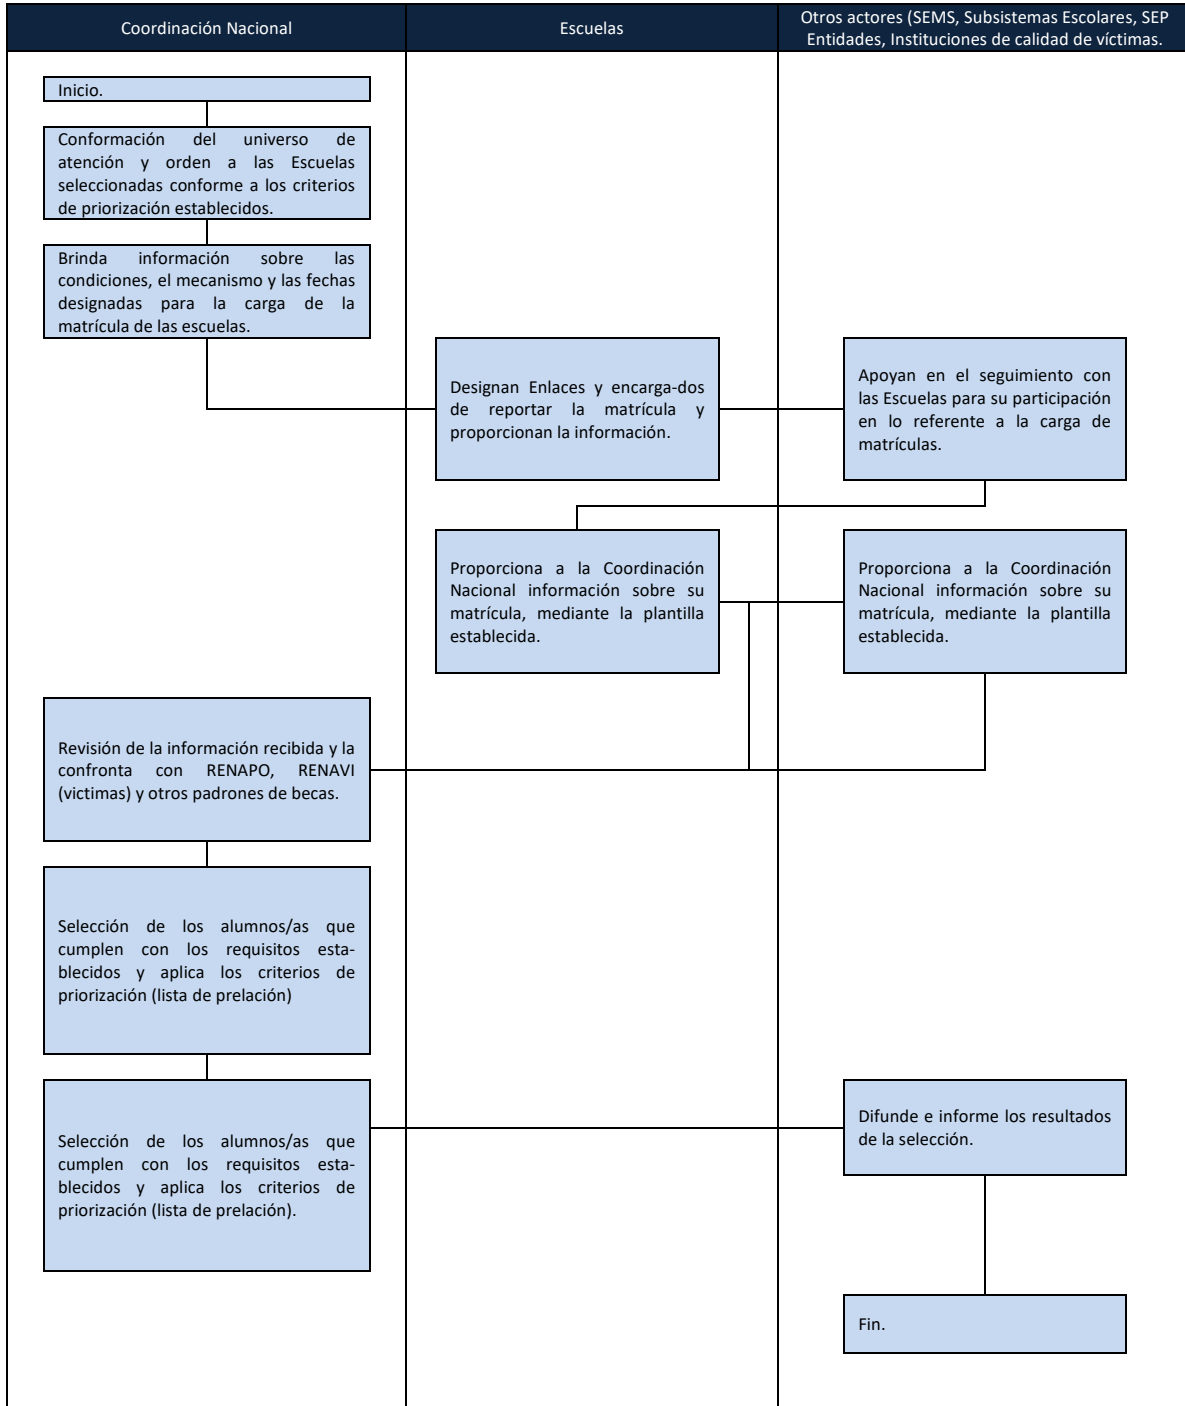 Coordinación Nacional
Escuelas
Otros actores (SEMS, Subsistemas Escolares, SEP
Entidades, Instituciones de calidad de víctimas.
Inicio.
Conformación del universo de
atención y orden a las Escuelas
seleccionadas conforme a los criterios
de priorización establecidos.
Brinda información sobre las
condiciones, el mecanismo y las fechas
designadas para la carga de la
matrícula de las escuelas.
Designan Enlaces y encarga-dos
de reportar la matrícula y
proporcionan la información.
Apoyan en el seguimiento con
las Escuelas para su participación
en lo referente a la carga de
matrículas.
Proporciona a la Coordinación
Nacional información sobre su
matrícula, mediante la plantilla
establecida.
Proporciona a la Coordinación
Nacional información sobre su
matrícula, mediante la plantilla
establecida.
Revisión de la información recibida y la
confronta con RENAPO, RENAVI
(victimas) y otros padrones de becas.
Selección de los alumnos/as que
cumplen con los requisitos esta-
blecidos y aplica los criterios de
priorización (lista de prelación)
Selección de los alumnos/as que
cumplen con los requisitos esta-
blecidos y aplica los criterios de
priorización (lista de prelación).
Difunde e informe los resultados
de la selección.
Fin.